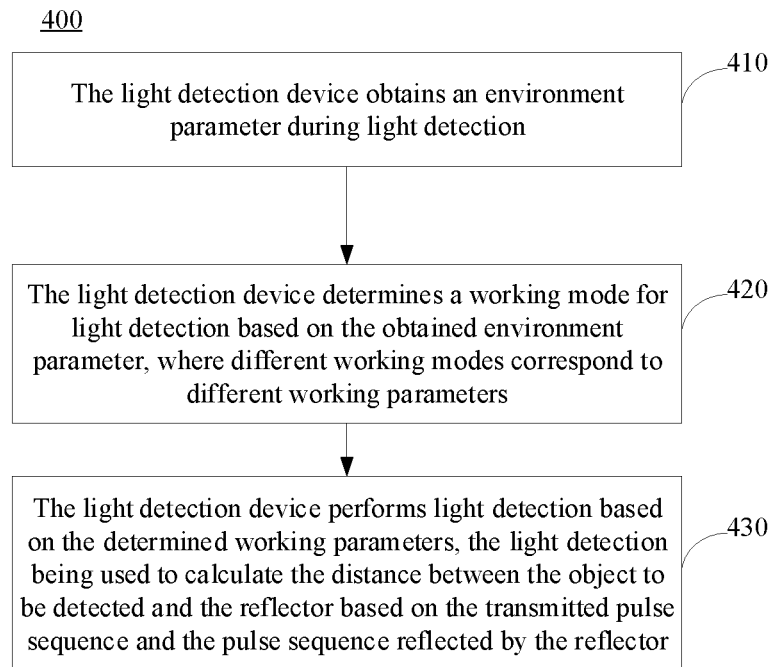 400
410
The light detection device obtains an environment
parameter during light detection
420
The light detection device determines a working mode for
light detection based on the obtained environment
parameter, where different working modes correspond to
different working parameters
430
The light detection device performs light detection based
on the determined working parameters, the light detection
being used to calculate the distance between the object to
be detected and the reflector based on the transmitted pulse
sequence and the pulse sequence reflected by the reflector